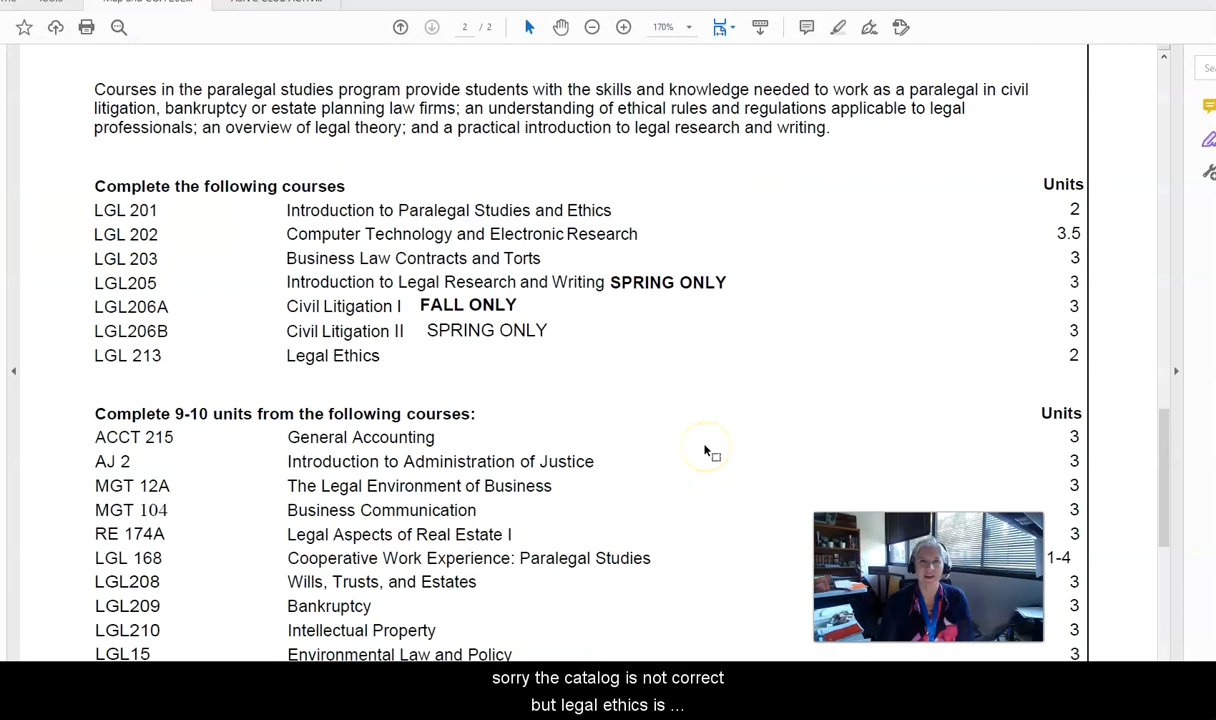 2 / 2
170%
Courses in the paralegal studies program provide students with the skills and knowledge needed to work as a paralegal in civil
litigation, bankruptcy or estate planning law firms; an understanding of ethical rules and regulations applicable to legal
professionals; an overview of legal theory; and a practical introduction to legal research and writing.
Complete the following courses Units
LGL 201 Introduction to Paralegal Studies and Ethics 2
LGL 202 Computer Technology and Electronic Research 3.5
LGL 203 Business Law Contracts and Torts 3
LGL205 Introduction to Legal Research and Writing SPRING ONLY 3
LGL206A Civil Litigation I FALL ONLY 3
LGL206B Civil Litigation II SPRING ONLY 3
LGL 213 Legal Ethics 2
Complete 9-10 units from the following courses: Units
ACCT 215 General Accounting 3
AJ 2 Introduction to Administration of Justice 3
MGT 12A The Legal Environment of Business 3
MGT 104 Business Communication 3
RE 174A Legal Aspects of Real Estate I 3
LGL 168 Cooperative Work Experience: Paralegal Studies 1-4
LGL208 Wills, Trusts, and Estates 3
LGL209 Bankruptcy 3
LGL210 Intellectual Property 3
LGL15 Environmental Law and Policy 3
sorry the catalog is not correct
but legal ethics is ...